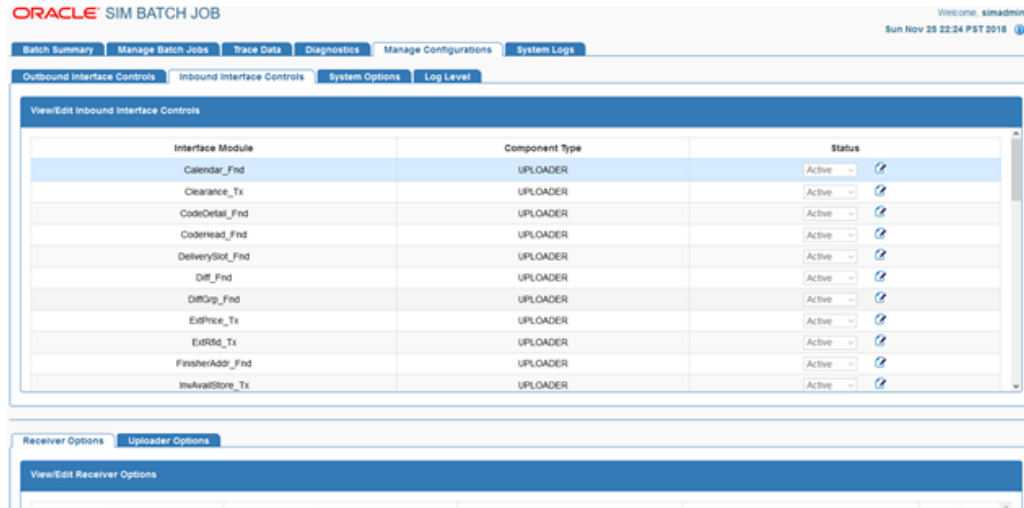 ORACLE SIM BATCH JOB
Welcome, simadmin
Sun Nov 25 22:24 PST 2018
Batch Summary Manage Batch Jobs Trace Data Diagnostics Manage Configurations System Logs
Outbound Interface Controls Inbound Interface Controls System Options Log Level
View/Edit Inbound Interface Controls
Interface Module Component Type Status
Calendar_Fnd UPLOADER Active
Clearance_Tx UPLOADER Active
CodeDetail_Fnd UPLOADER Active
CodeHead_Fnd UPLOADER Active
DeliverySlot_Fnd UPLOADER Active
Diff_Fnd UPLOADER Active
DiffGrp_Fnd UPLOADER Active
ExtPrice_Tx UPLOADER Active
ExtRfid_Tx UPLOADER Active
FinisherAddr_Fnd UPLOADER Active
InvAvailStore_Tx UPLOADER Active
Receiver Options Uploader Options
View/Edit Receiver Options